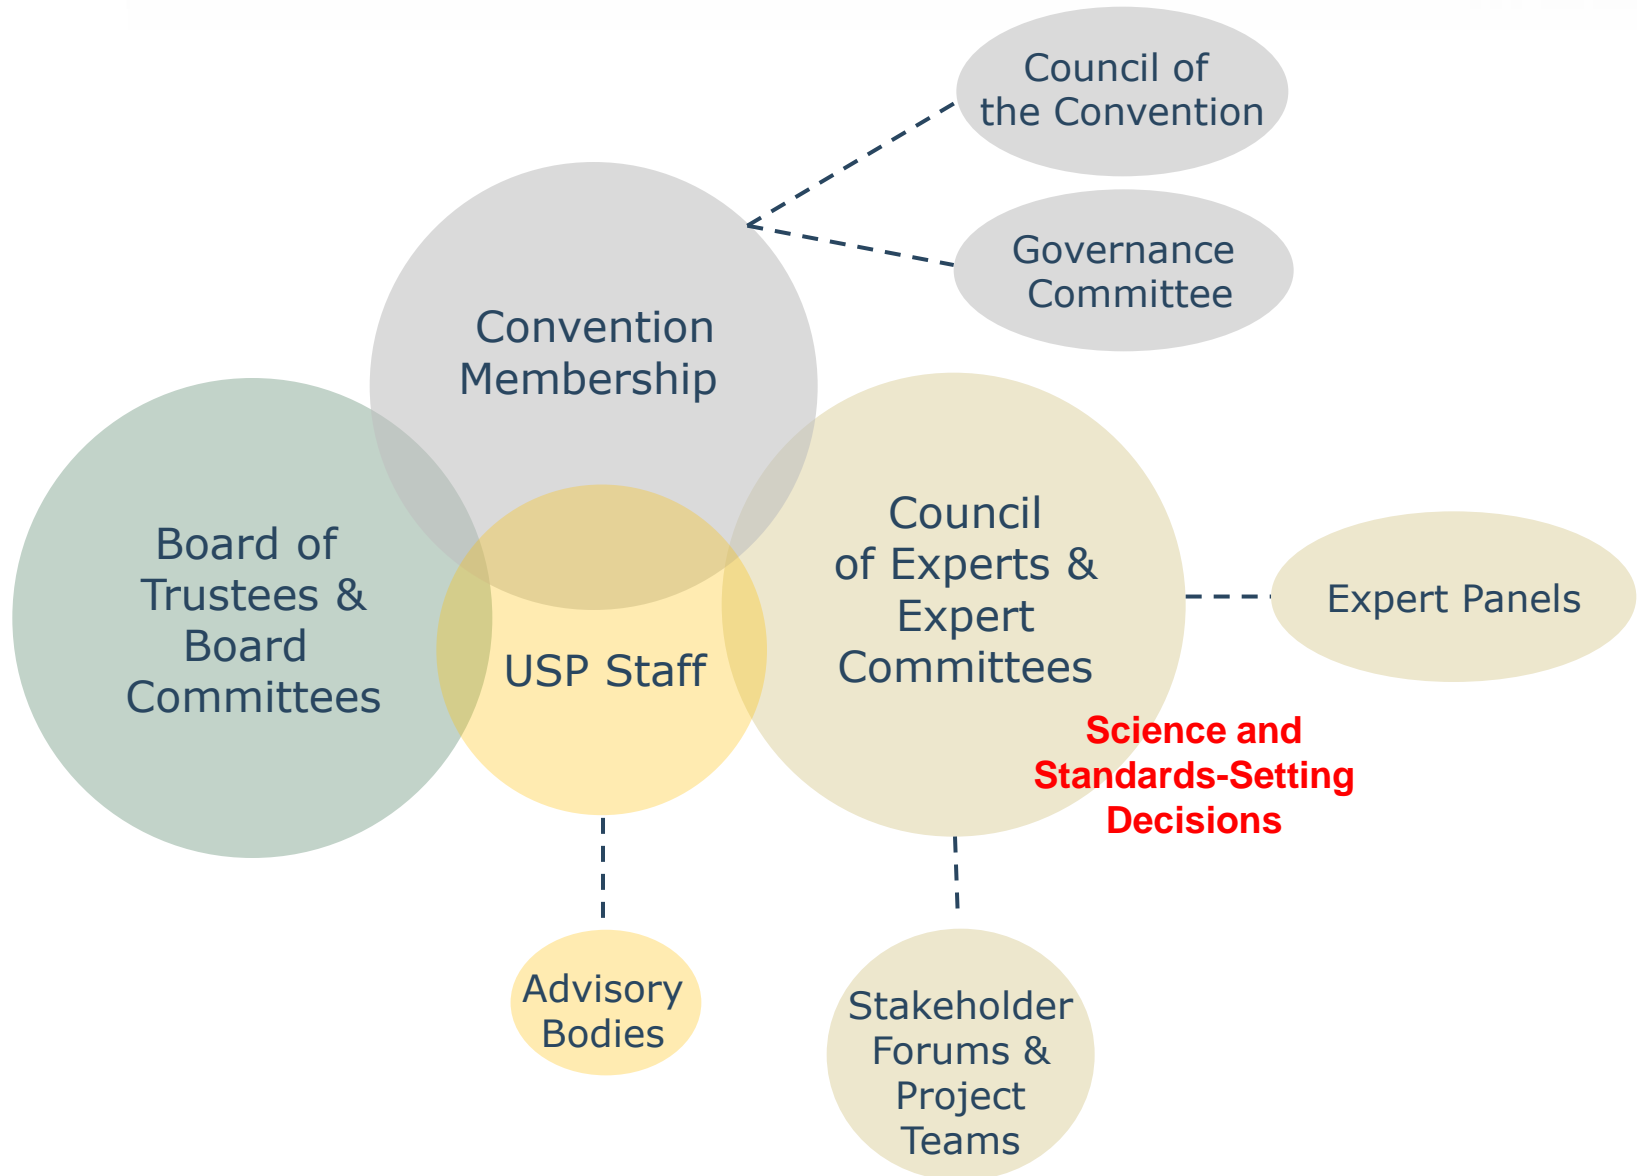 Council of
the Convention
Governance
Committee
Convention
Membership
Board of
Trustees &
Board
Committees
USP Staff
Council
of Experts &
Expert
Committees
Expert Panels
Science and
Standards-Setting
Decisions
Advisory
Bodies
Stakeholder
Forums &
Project
Teams